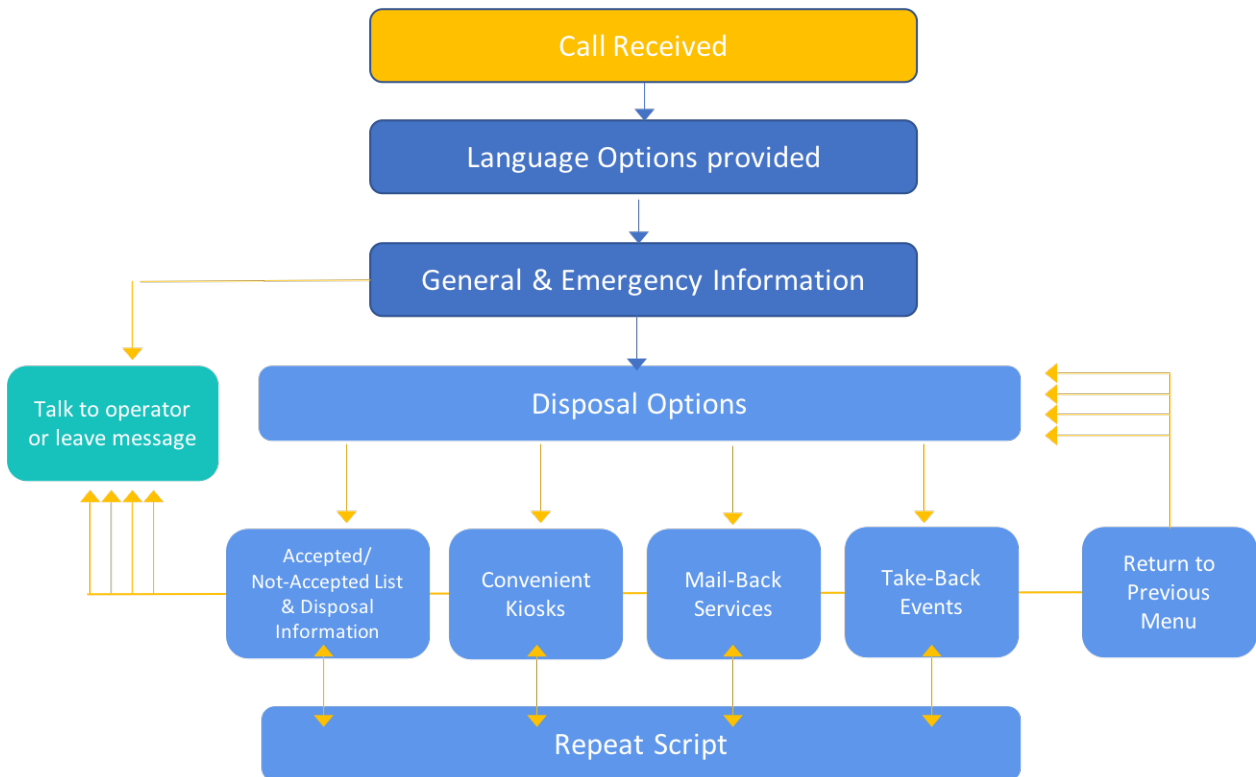 Call Received
Language Options provided
General & Emergency Information
Talk to operator
or leave message
Disposal Options
Accepted/
Not-Accepted List
& Disposal
Information
Convenient
Kiosks
Mail-Back
Services
Take-Back
Events
Return to
Previous
Menu
Repeat Script